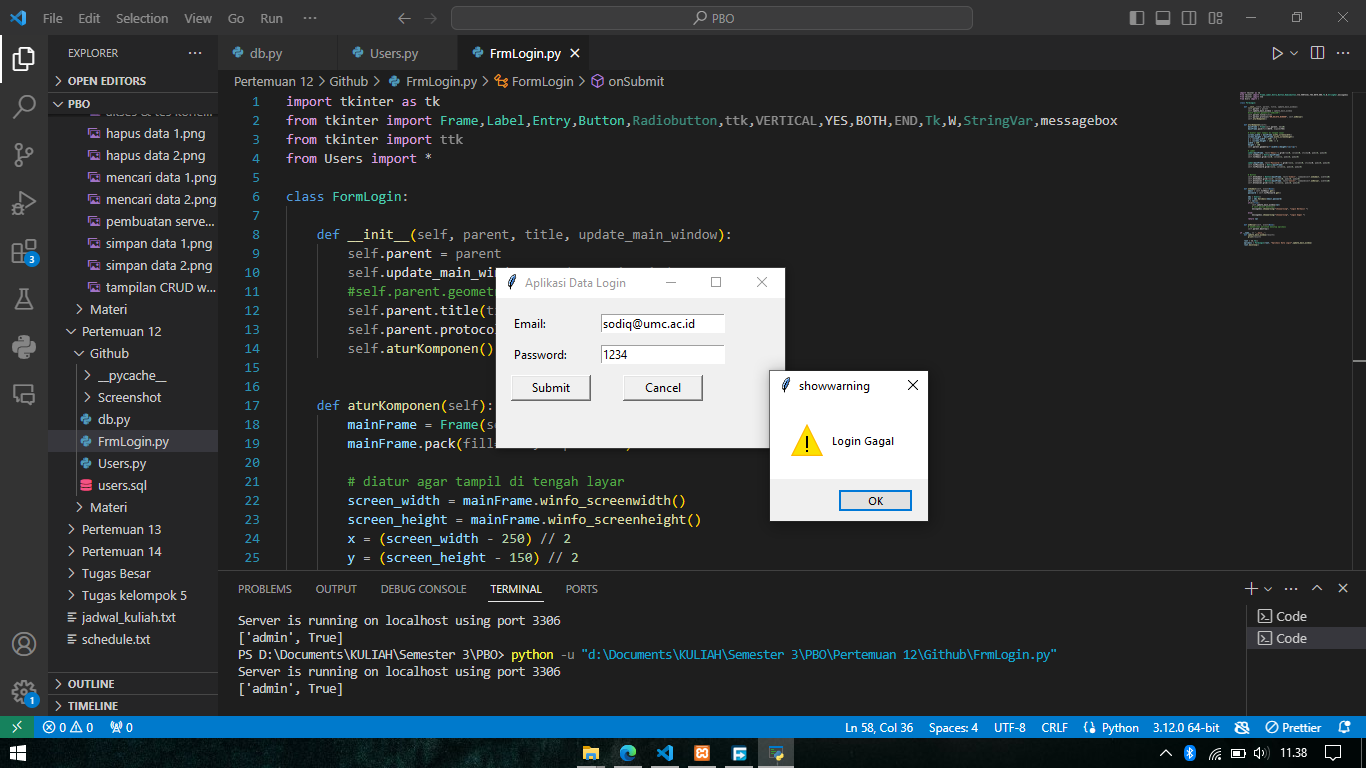 File Edit Selection View Go Run ··· PBO
EXPLORER ···
OPEN EDITORS
PBO
hapus data 1.png
hapus data 2.png
mencari data 1.png
mencari data 2.png
pembuatan serve...
simpan data 1.png
simpan data 2.png
tampilan CRUD w...
Materi
Pertemuan 12
Github
__pycache__
Screenshot
db.py
FrmLogin.py
Users.py
users.sql
Materi
Pertemuan 13
Pertemuan 14
Tugas Besar
Tugas kelompok 5
jadwal_kuliah.txt
schedule.txt
OUTLINE
TIMELINE
3
1
db.py Users.py FrmLogin.py
Pertemuan 12 > Github > FrmLogin.py > FormLogin > onSubmit
1 import tkinter as tk
2 from tkinter import Frame,Label,Entry,Button,Radiobutton,ttk,VERTICAL,YES,BOTH,END,Tk,W,StringVar,messagebox
3 from tkinter import ttk
4 from Users import *
5
6 class FormLogin:
7
8 def __init__(self, parent, title, update_main_window):
9 self.parent = parent
10 self.update_main_win
11 #self.parent.geomet
12 self.parent.title(t
13 self.parent.protoco
14 self.aturKomponen()
15
16
17 def aturKomponen(self):
18 mainFrame = Frame(s
19 mainFrame.pack(fill
20
21 # diatur agar tampil di tengah layar
22 screen_width = mainFrame.winfo_screenwidth()
23 screen_height = mainFrame.winfo_screenheight()
24 x = (screen_width - 250) // 2
25 y = (screen_height - 150) // 2
Aplikasi Data Login
Email: sodiq@umc.ac.id
Password: 1234
Submit Cancel
showwarning
Login Gagal
OK
PROBLEMS OUTPUT DEBUG CONSOLE TERMINAL PORTS
Server is running on localhost using port 3306
['admin', True]
PS D:\Documents\KULIAH\Semester 3\PBO> python -u "d:\Documents\KULIAH\Semester 3\PBO\Pertemuan 12\Github\FrmLogin.py"
Server is running on localhost using port 3306
['admin', True]
Code
Code
0 0 0 Ln 58, Col 36 Spaces: 4 UTF-8 CRLF Python 3.12.0 64-bit Prettier
11.38